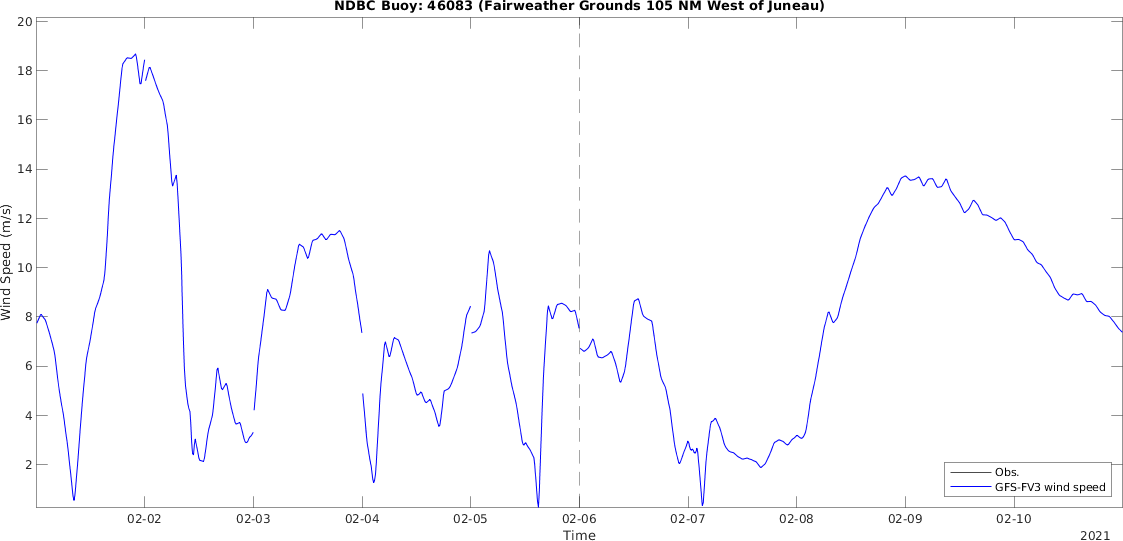 NDBC Buoy: 46083 (Fairweather Grounds 105 NM West of Juneau)
20
18
16
14
12
10
8
6
4
2
Wind Speed (m/s)
Obs.
GFS-FV3 wind speed
02-02 02-03 02-04 02-05 02-06 02-07 02-08 02-09 02-10
Time
2021